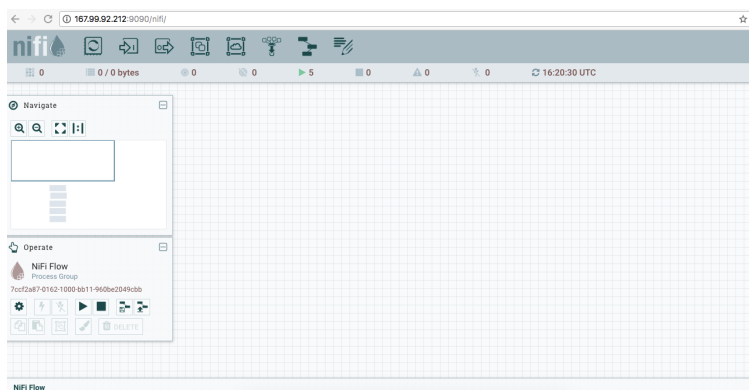 167.99.92.212:9090/nifi/
nifi
0 0 / 0 bytes 0 0 5 0 0 0 16:20:30 UTC
Navigate
Operate
NiFi Flow
Process Group
7ccf2a87-0162-1000-bb11-960be2049cbb
DELETE
NiFi Flow